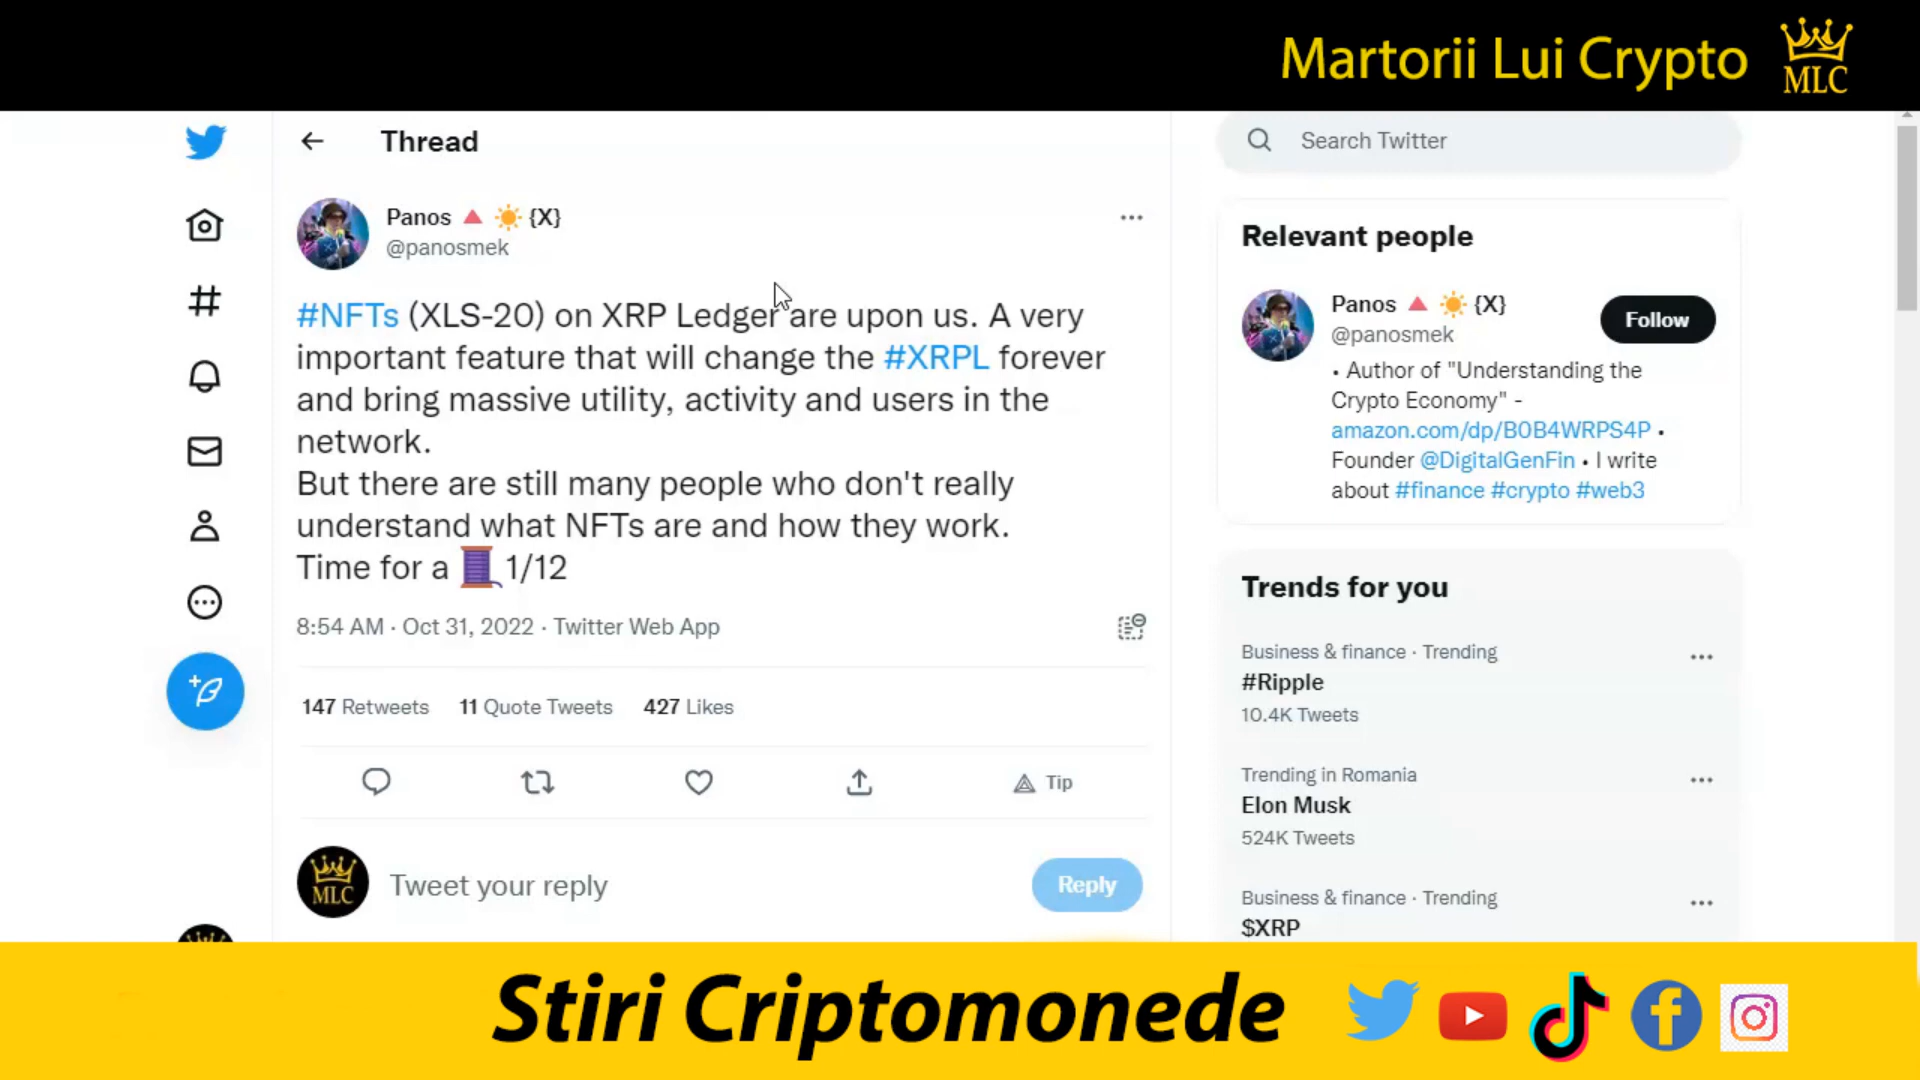 Martorii Lui Crypto
MLC
Thread
Search Twitter
Panos 🔺 ☀️ {X}
@panosmek
#NFTs (XLS-20) on XRP Ledger are upon us. A very
important feature that will change the #XRPL forever
and bring massive utility, activity and users in the
network.
But there are still many people who don't really
understand what NFTs are and how they work.
Time for a 🧵 1/12
8:54 AM · Oct 31, 2022 · Twitter Web App
147 Retweets 11 Quote Tweets 427 Likes
Tip
MLC
Tweet your reply
Reply
Relevant people
Panos 🔺 ☀️ {X}
@panosmek
Follow
• Author of "Understanding the
Crypto Economy" -
amazon.com/dp/B0B4WRPS4P •
Founder @DigitalGenFin • I write
about #finance #crypto #web3
Trends for you
Business & finance · Trending
#Ripple
10.4K Tweets
Trending in Romania
Elon Musk
524K Tweets
Business & finance · Trending
$XRP
Stiri Criptomonede